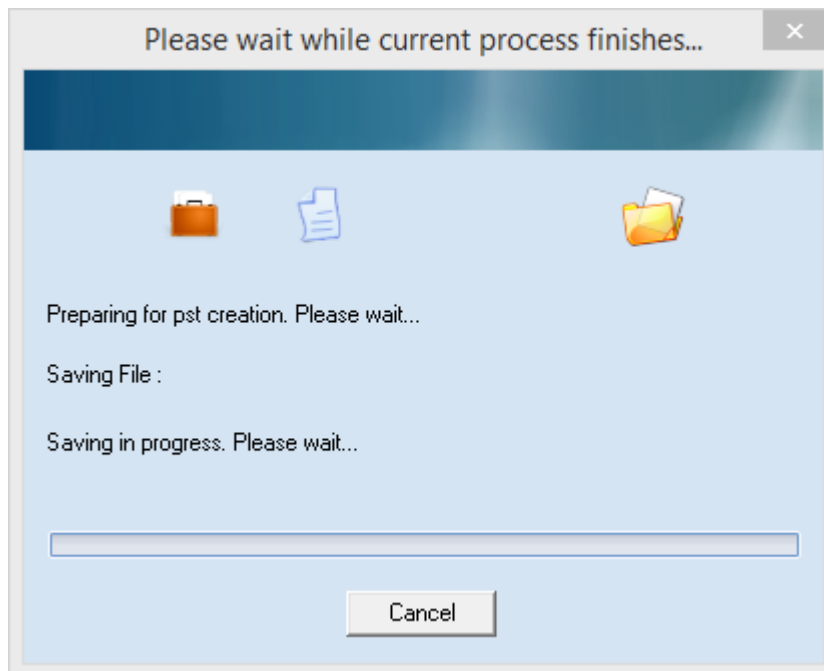 Please wait while current process finishes...
Preparing for pst creation. Please wait...
Saving File :
Saving in progress. Please wait...
Cancel